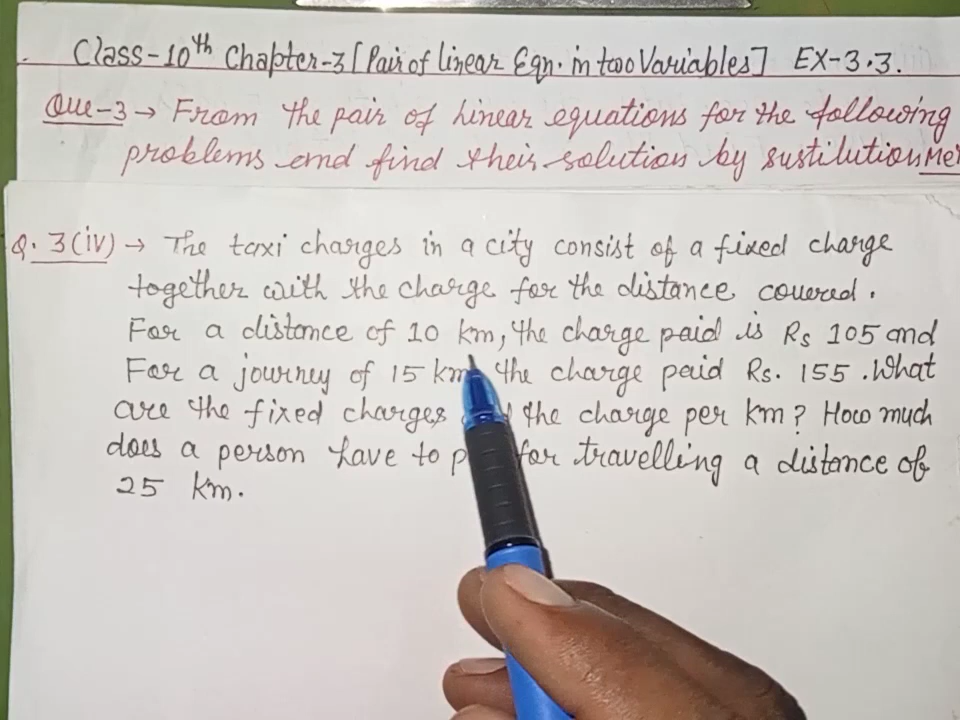 Class-10th Chapter-3 [Pair of linear Eqn. in two Variables] EX-3.3.
Que-3 → From the pair of linear equations for the following
problems and find their solution by sustilution
Q. 3(iv) → The taxi charges in a city consist of a fixed charge
together with the charge for the distance covered.
For a distance of 10 km, the charge paid is Rs 105 and
For a journey of 15 km the charge paid Rs. 155. What
are the fixed charges the charge per km? How much
does a person have to for travelling a distance of
25 km.